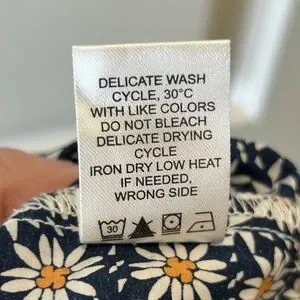 DELICATE WASH
CYCLE, 30°C
WITH LIKE COLORS
DO NOT BLEACH
DELICATE DRYING
CYCLE
IRON DRY LOW HEAT
IF NEEDED,
WRONG SIDE
30